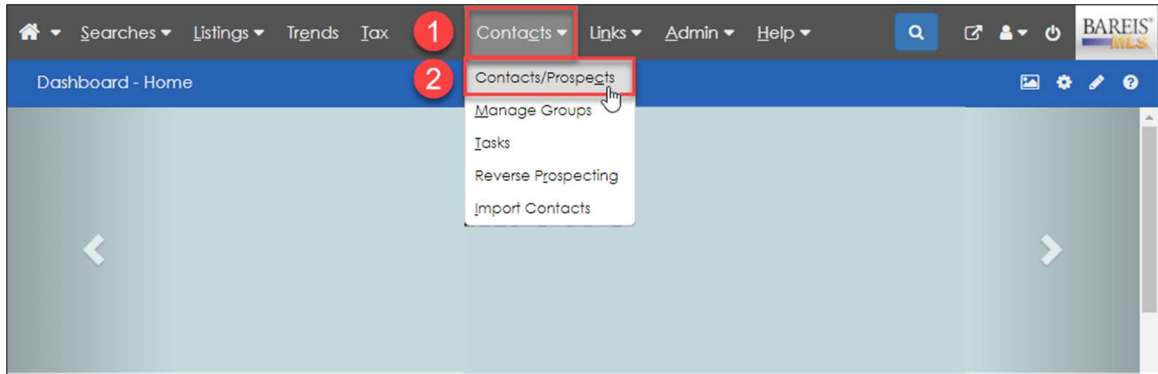 Searches Listings Trends Tax 1 Contacts Links Admin Help BAREIS®
MLS
Dashboard - Home 2 Contacts/Prospects
Manage Groups
Tasks
Reverse Prospecting
Import Contacts